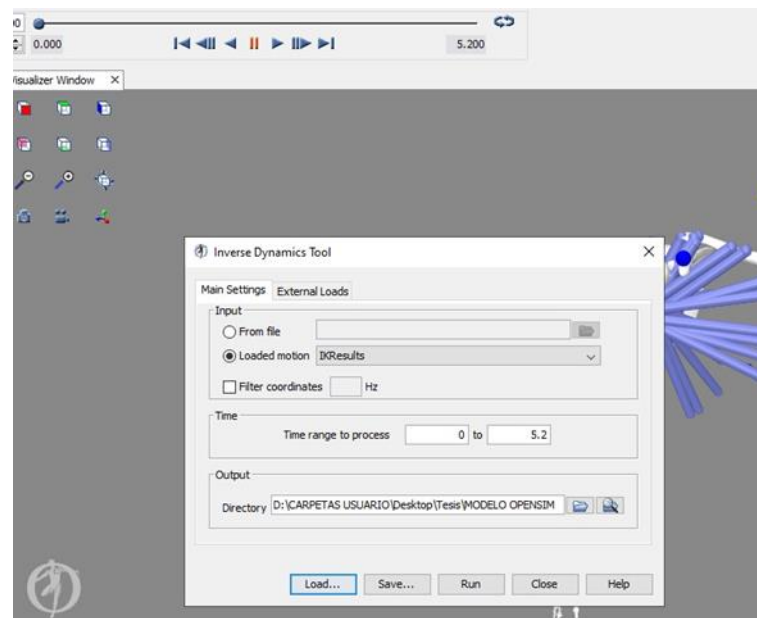 0.000
5.200
Visualizer Window X
Inverse Dynamics Tool
Main Settings External Loads
Input
From file
Loaded motion IKResults
Filter coordinates Hz
Time
Time range to process 0 to 5.2
Output
Directory D:\CARPETAS USUARIO\Desktop\Tesis\MODELO OPENSIM
Load... Save... Run Close Help